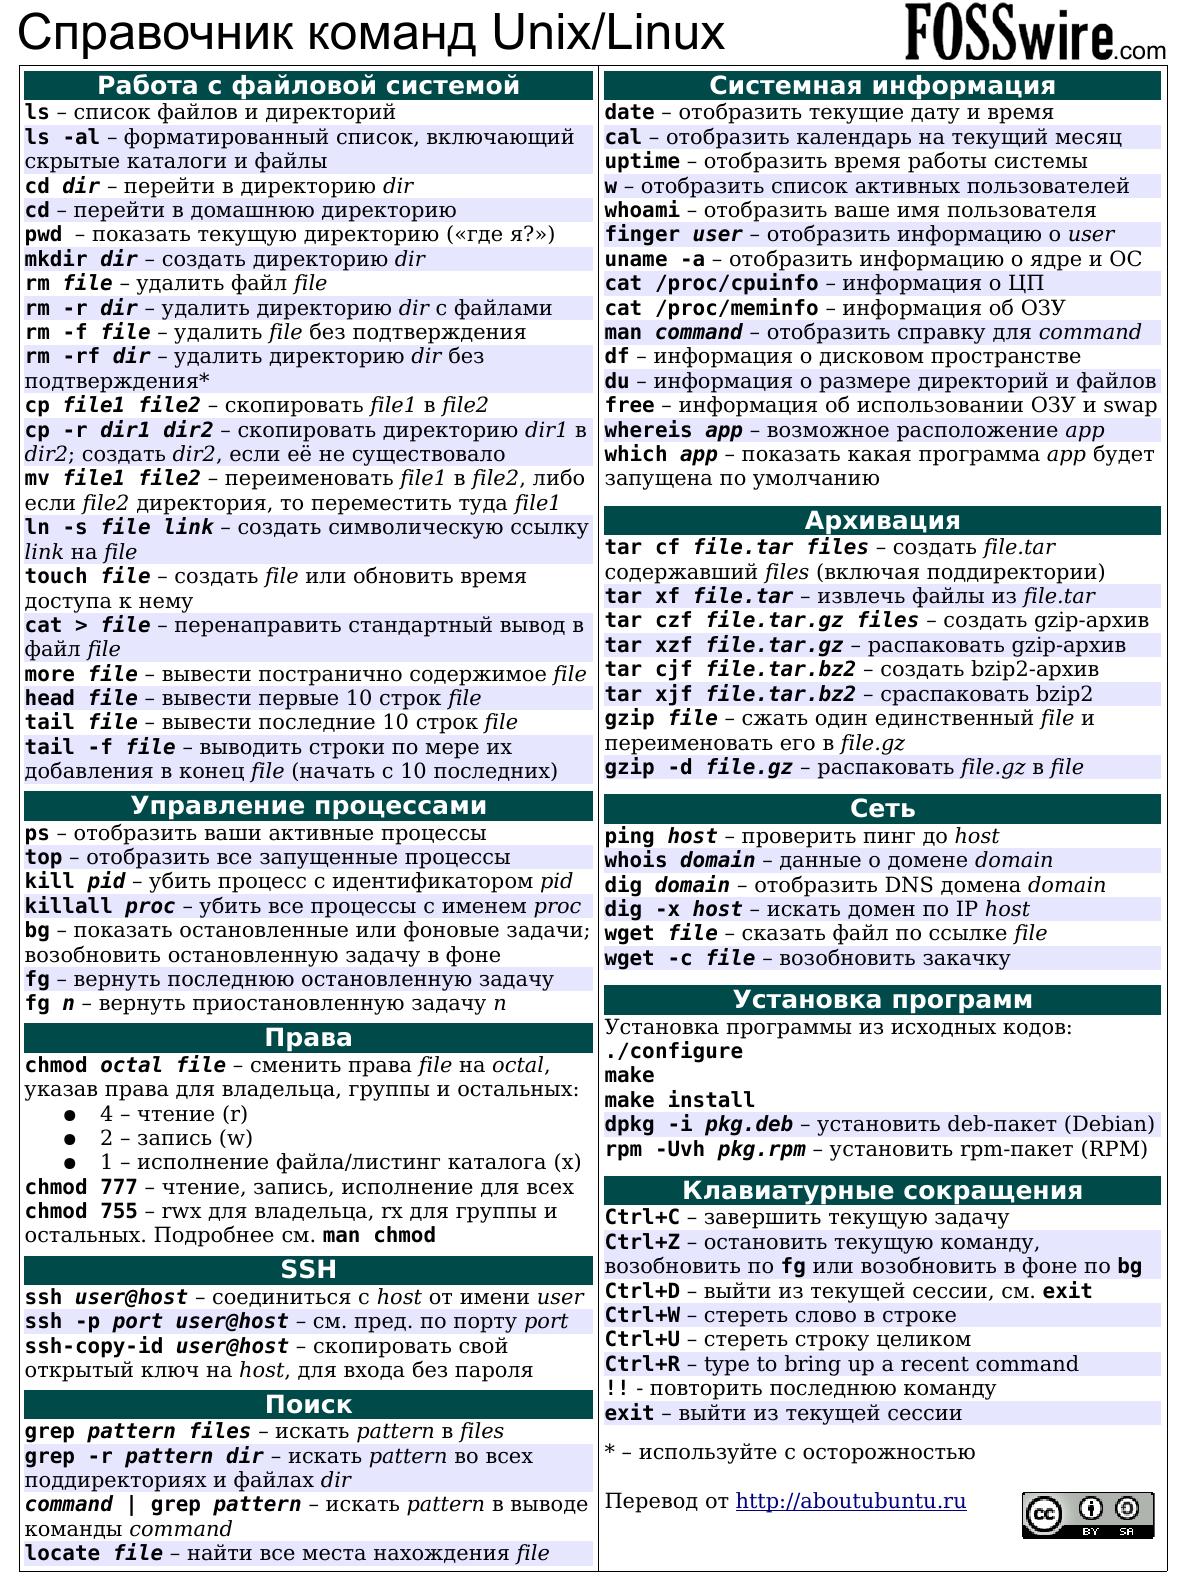 Справочник команд Unix/Linux
FOSSwire.com
Работа с файловой системой
ls – список файлов и директорий
ls -al – форматированный список, включающий
скрытые каталоги и файлы
cd dir – перейти в директорию dir
cd – перейти в домашнюю директорию
pwd – показать текущую директорию («где я?»)
mkdir dir – создать директорию dir
rm file – удалить файл file
rm -r dir – удалить директорию dir с файлами
rm -f file – удалить file без подтверждения
rm -rf dir – удалить директорию dir без
подтверждения*
cp file1 file2 – скопировать file1 в file2
cp -r dir1 dir2 – скопировать директорию dir1 в
dir2; создать dir2, если её не существовало
mv file1 file2 – переименовать file1 в file2, либо
если file2 директория, то переместить туда file1
ln -s file link – создать символическую ссылку
link на file
touch file – создать file или обновить время
доступа к нему
cat > file – перенаправить стандартный вывод в
файл file
more file – вывести постранично содержимое file
head file – вывести первые 10 строк file
tail file – вывести последние 10 строк file
tail -f file – выводить строки по мере их
добавления в конец file (начать с 10 последних)
Управление процессами
ps – отобразить ваши активные процессы
top – отобразить все запущенные процессы
kill pid – убить процесс с идентификатором pid
killall proc – убить все процессы с именем proc
bg – показать остановленные или фоновые задачи;
возобновить остановленную задачу в фоне
fg – вернуть последнюю остановленную задачу
fg n – вернуть приостановленную задачу n
Права
chmod octal file – сменить права file на octal,
указав права для владельца, группы и остальных:
● 4 – чтение (r)
● 2 – запись (w)
● 1 – исполнение файла/листинг каталога (x)
chmod 777 – чтение, запись, исполнение для всех
chmod 755 – rwx для владельца, rx для группы и
остальных. Подробнее см. man chmod
SSH
ssh user@host – соединиться с host от имени user
ssh -p port user@host – см. пред. по порту port
ssh-copy-id user@host – скопировать свой
открытый ключ на host, для входа без пароля
Поиск
grep pattern files – искать pattern в files
grep -r pattern dir – искать pattern во всех
поддиректориях и файлах dir
command | grep pattern – искать pattern в выводе
команды command
locate file – найти все места нахождения file
Системная информация
date – отобразить текущие дату и время
cal – отобразить календарь на текущий месяц
uptime – отобразить время работы системы
w – отобразить список активных пользователей
whoami – отобразить ваше имя пользователя
finger user – отобразить информацию о user
uname -a – отобразить информацию о ядре и ОС
cat /proc/cpuinfo – информация о ЦП
cat /proc/meminfo – информация об ОЗУ
man command – отобразить справку для command
df – информация о дисковом пространстве
du – информация о размере директорий и файлов
free – информация об использовании ОЗУ и swap
whereis app – возможное расположение app
which app – показать какая программа app будет
запущена по умолчанию
Архивация
tar cf file.tar files – создать file.tar
содержавший files (включая поддиректории)
tar xf file.tar – извлечь файлы из file.tar
tar czf file.tar.gz files – создать gzip-архив
tar xzf file.tar.gz – распаковать gzip-архив
tar cjf file.tar.bz2 – создать bzip2-архив
tar xjf file.tar.bz2 – сраспаковать bzip2
gzip file – сжать один единственный file и
переименовать его в file.gz
gzip -d file.gz – распаковать file.gz в file
Сеть
ping host – проверить пинг до host
whois domain – данные о домене domain
dig domain – отобразить DNS домена domain
dig -x host – искать домен по IP host
wget file – сказать файл по ссылке file
wget -c file – возобновить закачку
Установка программ
Установка программы из исходных кодов:
./configure
make
make install
dpkg -i pkg.deb – установить deb-пакет (Debian)
rpm -Uvh pkg.rpm – установить rpm-пакет (RPM)
Клавиатурные сокращения
Ctrl+C – завершить текущую задачу
Ctrl+Z – остановить текущую команду,
возобновить по fg или возобновить в фоне по bg
Ctrl+D – выйти из текущей сессии, см. exit
Ctrl+W – стереть слово в строке
Ctrl+U – стереть строку целиком
Ctrl+R – type to bring up a recent command
!! - повторить последнюю команду
exit – выйти из текущей сессии
* – используйте с осторожностью
Перевод от http://aboutubuntu.ru
cc BY SA